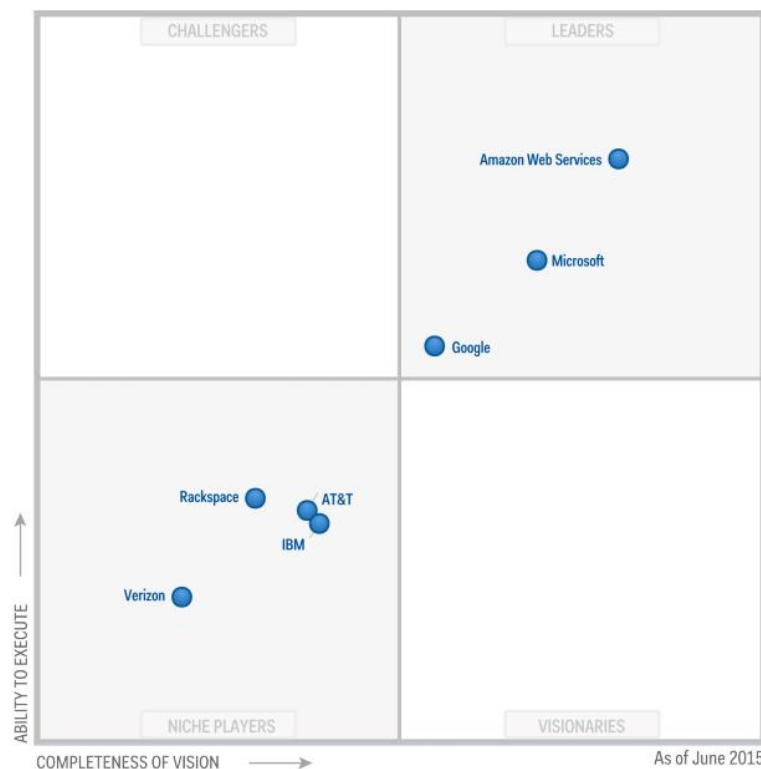 CHALLENGERS
LEADERS
Amazon Web Services
Microsoft
Google
Rackspace
AT&T
IBM
Verizon
NICHE PLAYERS
VISIONARIES
ABILITY TO EXECUTE
COMPLETENESS OF VISION
As of June 2015